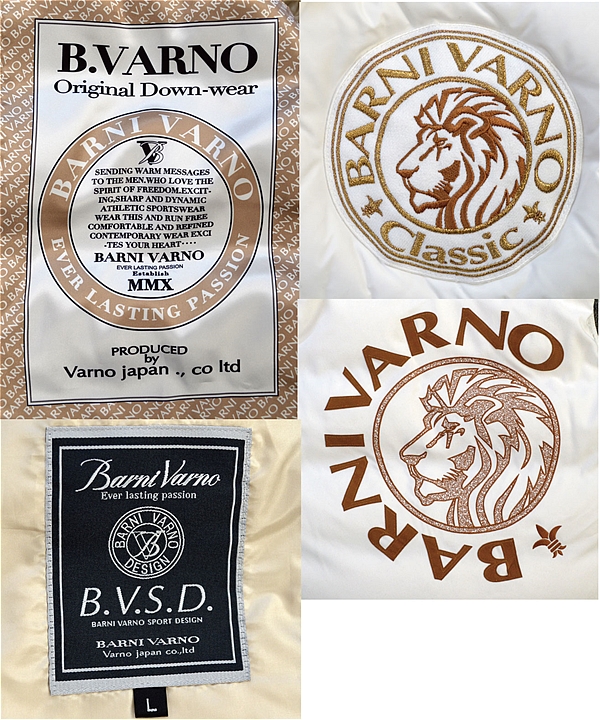 B.VARNO
Original Down-wear
BARNI VARNO
SENDING WARM MESSAGES
TO THE MEN.WHO LOVE THE
SPIRIT OF FREEDOM.EXCIT-
ING,SHARP AND DYNAMIC
ATHLETIC SPORTSWEAR
WEAR THIS AND RUN FREE
COMFORTABLE AND REFINED
CONTEMPORARY WEAR EXCI
-TES YOUR HEART····
BARNI VARNO
EVER LASTING PASSION
Establish
MMX
EVER LASTING PASSION
PRODUCED
by
Varno japan ., co ltd
BARNI VARNO
Classic
BARNI VARNO
Barni Varno
Ever lasting passion
BARNI VARNO
DESIGN
B.V.S.D.
BARNI VARNO SPORT DESIGN
BARNI VARNO
Varno japan co.,ltd
L